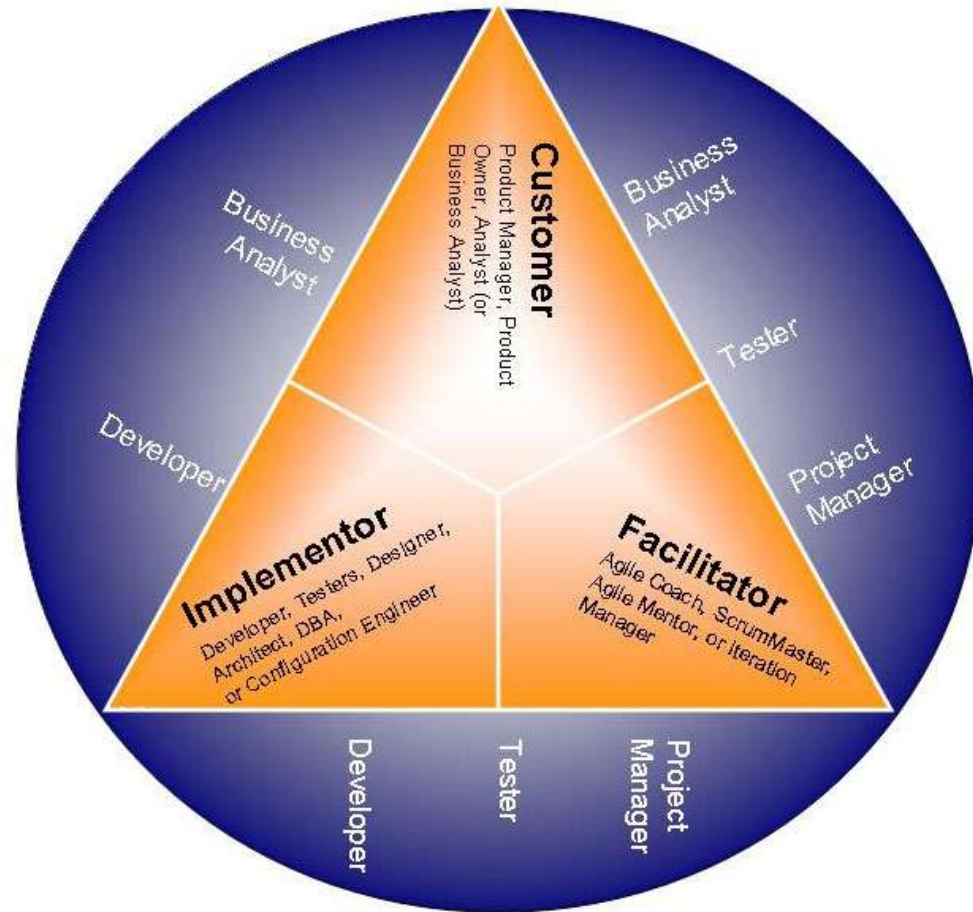 Customer
Product Manager, Product
Owner, Analyst (or
Business Analyst)
Business
Analyst
Business
Analyst
Tester
Developer
Project
Manager
Implementor
Developer, Testers, Designer,
Architect, DBA,
or Configuration Engineer
Facilitator
Agile Coach, ScrumMaster,
Agile Mentor, or Iteration
Manager
Developer
Tester
Project
Manager